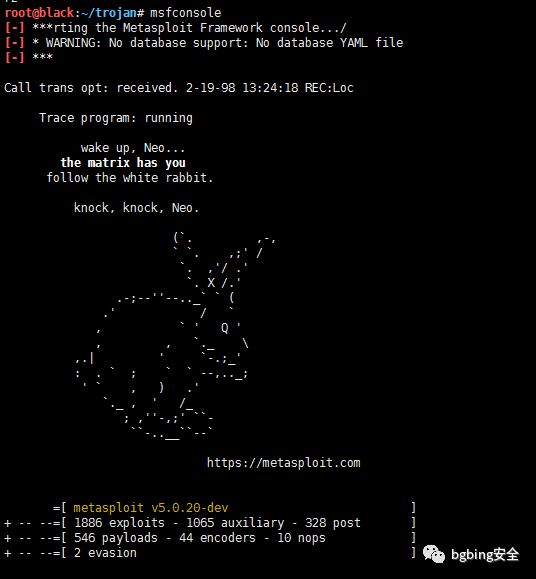 root@black:~/trojan# msfconsole
[-] ***rting the Metasploit Framework console.../
[-] * WARNING: No database support: No database YAML file
[-] ***
Call trans opt: received. 2-19-98 13:24:18 REC:Loc
Trace program: running
wake up, Neo...
the matrix has you
follow the white rabbit.
knock, knock, Neo.
https://metasploit.com
=[ metasploit v5.0.20-dev ]
+ -- --=[ 1886 exploits - 1065 auxiliary - 328 post ]
+ -- --=[ 546 payloads - 44 encoders - 10 nops ]
+ -- --=[ 2 evasion ]
bgbing安全